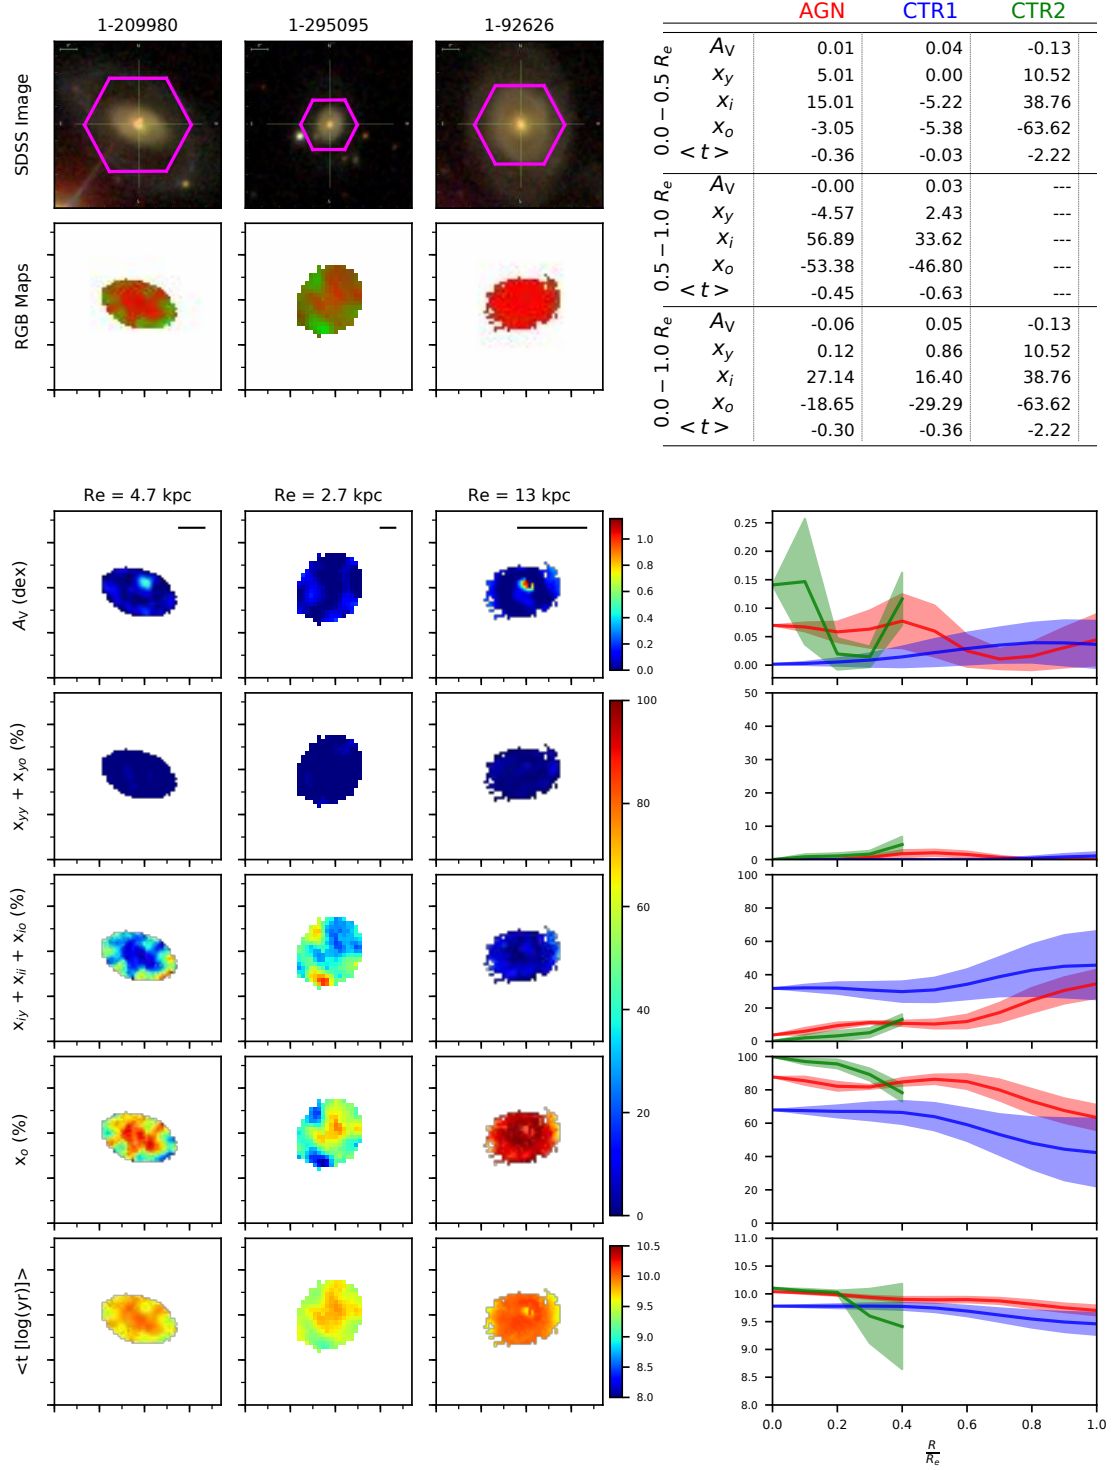 1-209980 1-295095 1-92626
SDSS Image
RGB Maps
AGN CTR1 CTR2
0.0 − 0.5 Re
AV 0.01 0.04 -0.13
xy 5.01 0.00 10.52
xi 15.01 -5.22 38.76
xo -3.05 -5.38 -63.62
<t> -0.36 -0.03 -2.22
0.5 − 1.0 Re
AV -0.00 0.03 ---
xy -4.57 2.43 ---
xi 56.89 33.62 ---
xo -53.38 -46.80 ---
<t> -0.45 -0.63 ---
0.0 − 1.0 Re
AV -0.06 0.05 -0.13
xy 0.12 0.86 10.52
xi 27.14 16.40 38.76
xo -18.65 -29.29 -63.62
<t> -0.30 -0.36 -2.22
Re = 4.7 kpc Re = 2.7 kpc Re = 13 kpc
AV (dex)
1.0
0.8
0.6
0.4
0.2
0.0
0.25
0.20
0.15
0.10
0.05
0.00
xyy + xyo (%)
100
80
60
40
20
0
50
40
30
20
10
0
xiy + xii + xio (%)
100
80
60
40
20
0
xo (%)
100
80
60
40
20
0
<t [log(yr)]>
10.5
10.0
9.5
9.0
8.5
8.0
11.0
10.5
10.0
9.5
9.0
8.5
8.0
0.0 0.2 0.4 0.6 0.8 1.0
R
Re